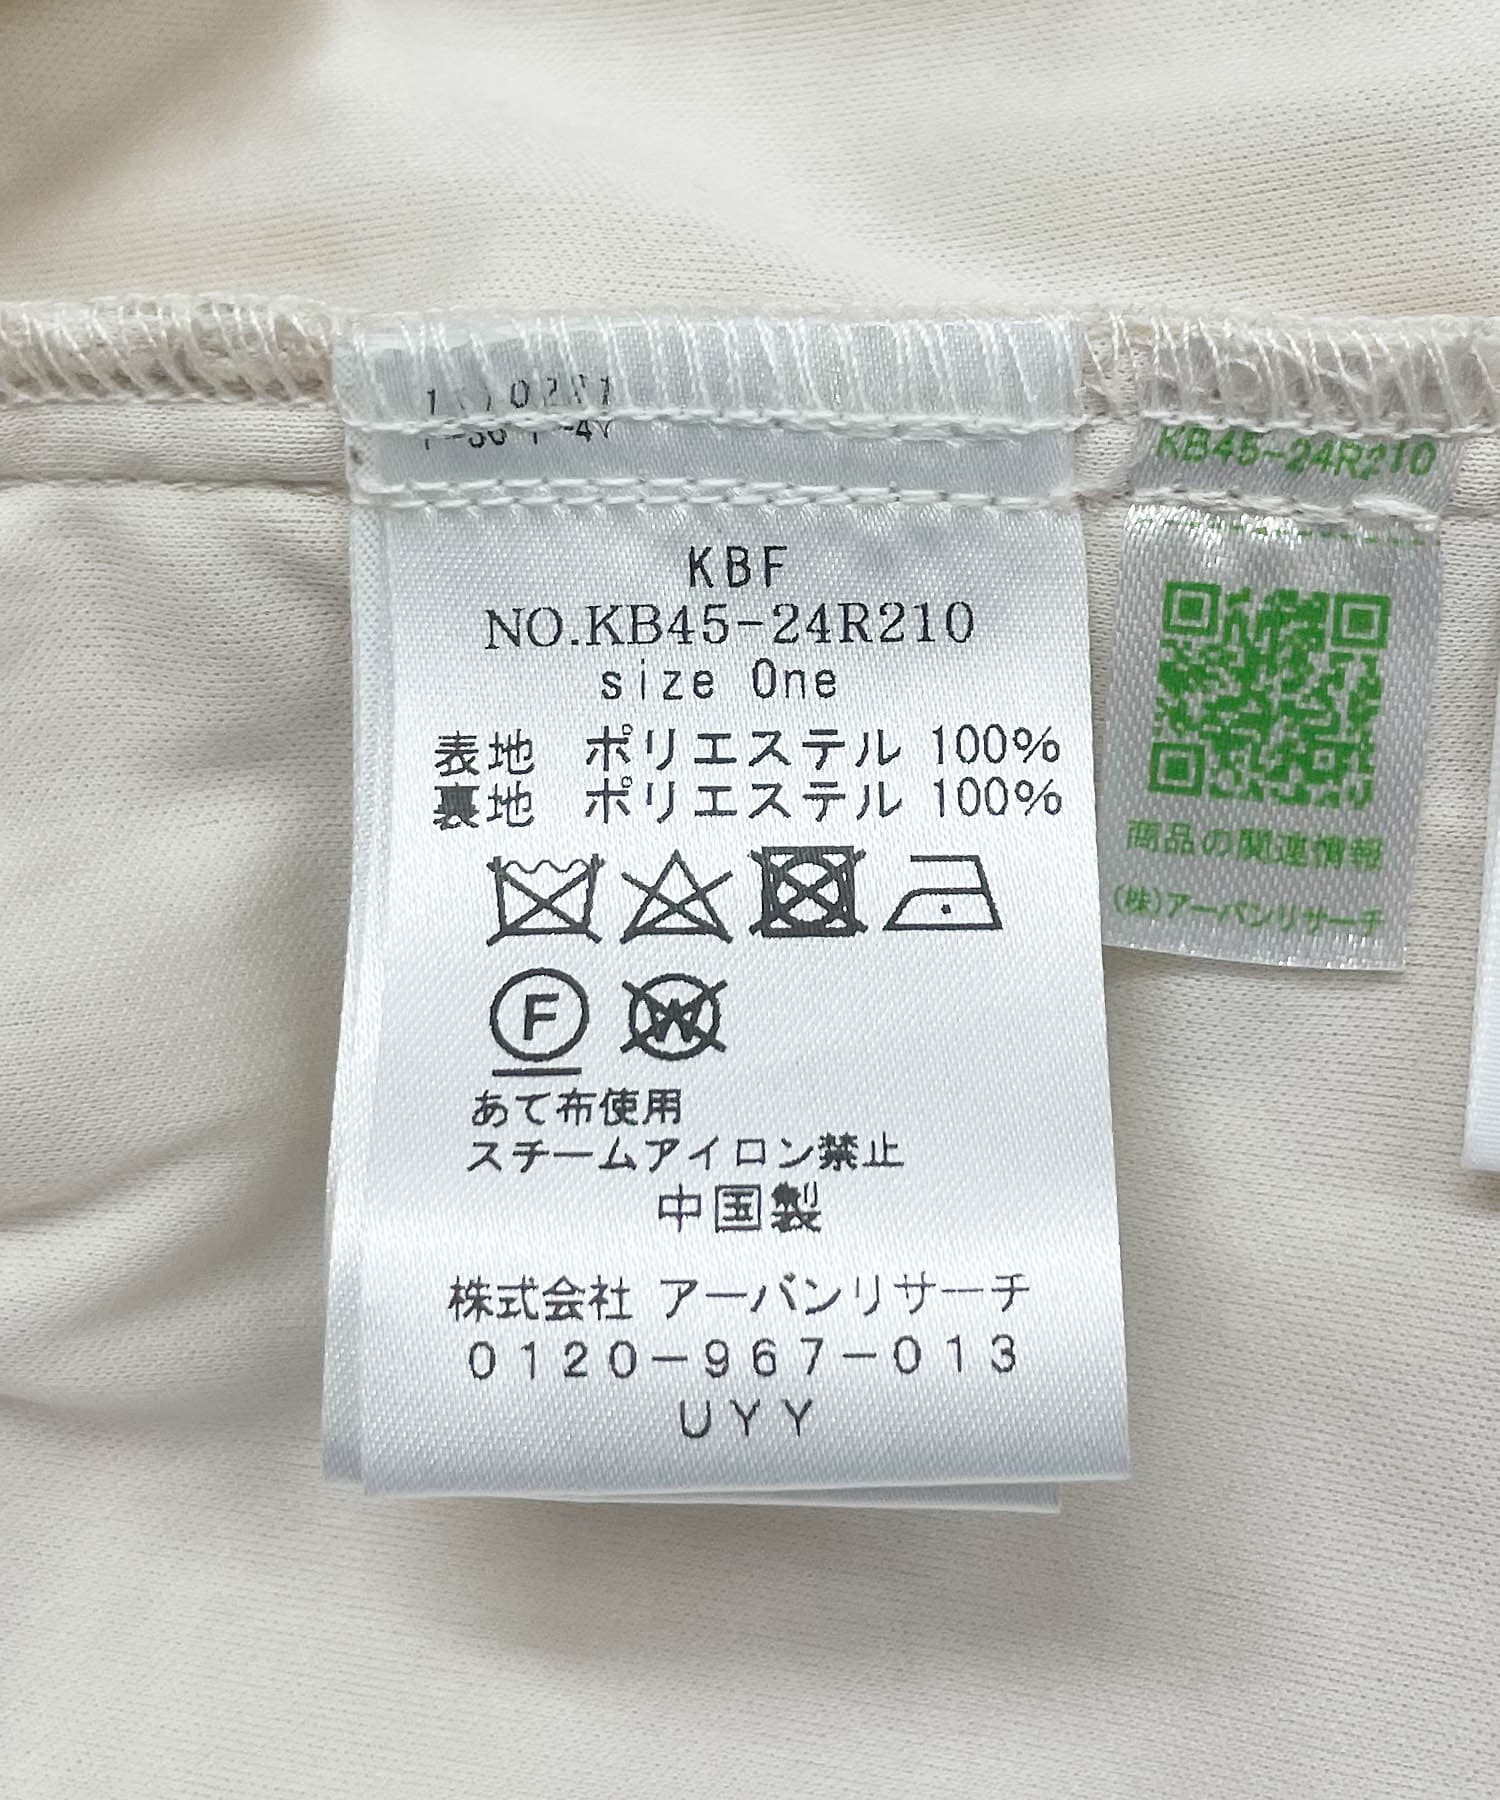 KBF
NO.KB45-24R210
size One
表地 ポリエステル 100%
裏地 ポリエステル 100%
F
W
あて布使用
スチームアイロン禁止
中国製
株式会社 アーバンリサーチ
0120-967-013
UYY
KB45-24R210
商品の関連情報
(株)アーバンリサーチ